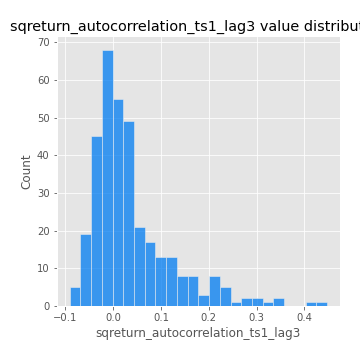 sqreturn_autocorrelation_ts1_lag3 value distribut
70
60
50
40
30
20
10
0
Count
−0.1 0.0 0.1 0.2 0.3 0.4
sqreturn_autocorrelation_ts1_lag3